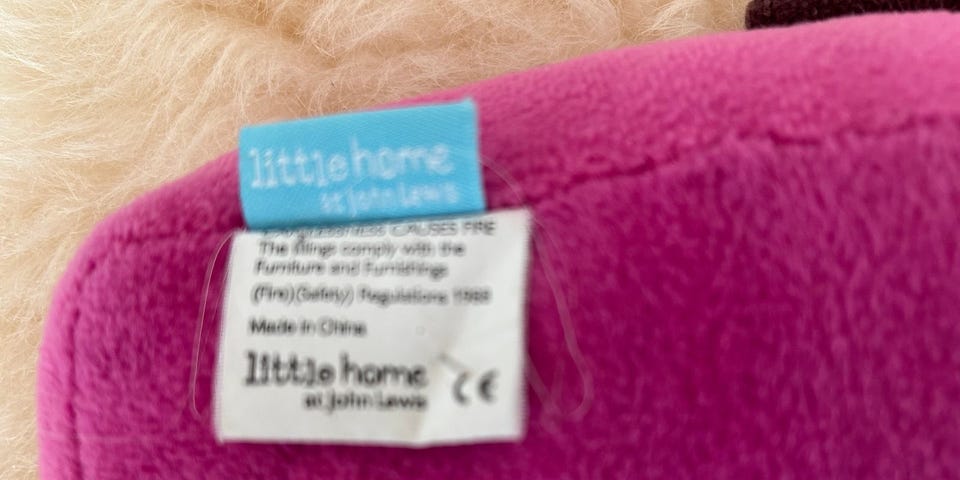 little home
at John Lewis
CAUSES FIRE
The fillings comply with the
Furniture and Furnishings
(Fire)(Safety) Regulations 1988
Made in China
little home
at John Lewis
CE